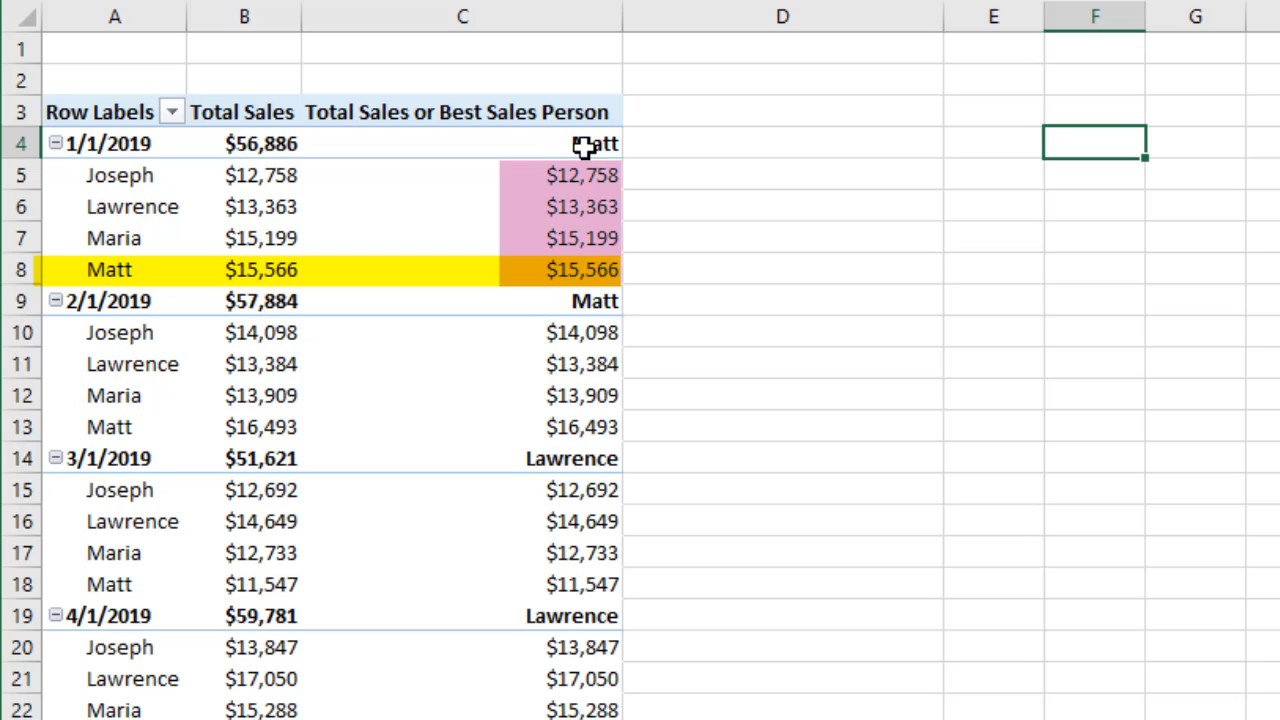 A B C D E F G
1
2
3 Row Labels Total Sales Total Sales or Best Sales Person
4 1/1/2019 $56,886 Matt
5 Joseph $12,758 $12,758
6 Lawrence $13,363 $13,363
7 Maria $15,199 $15,199
8 Matt $15,566 $15,566
9 2/1/2019 $57,884 Matt
10 Joseph $14,098 $14,098
11 Lawrence $13,384 $13,384
12 Maria $13,909 $13,909
13 Matt $16,493 $16,493
14 3/1/2019 $51,621 Lawrence
15 Joseph $12,692 $12,692
16 Lawrence $14,649 $14,649
17 Maria $12,733 $12,733
18 Matt $11,547 $11,547
19 4/1/2019 $59,781 Lawrence
20 Joseph $13,847 $13,847
21 Lawrence $17,050 $17,050
22 Maria $15,288 $15,288